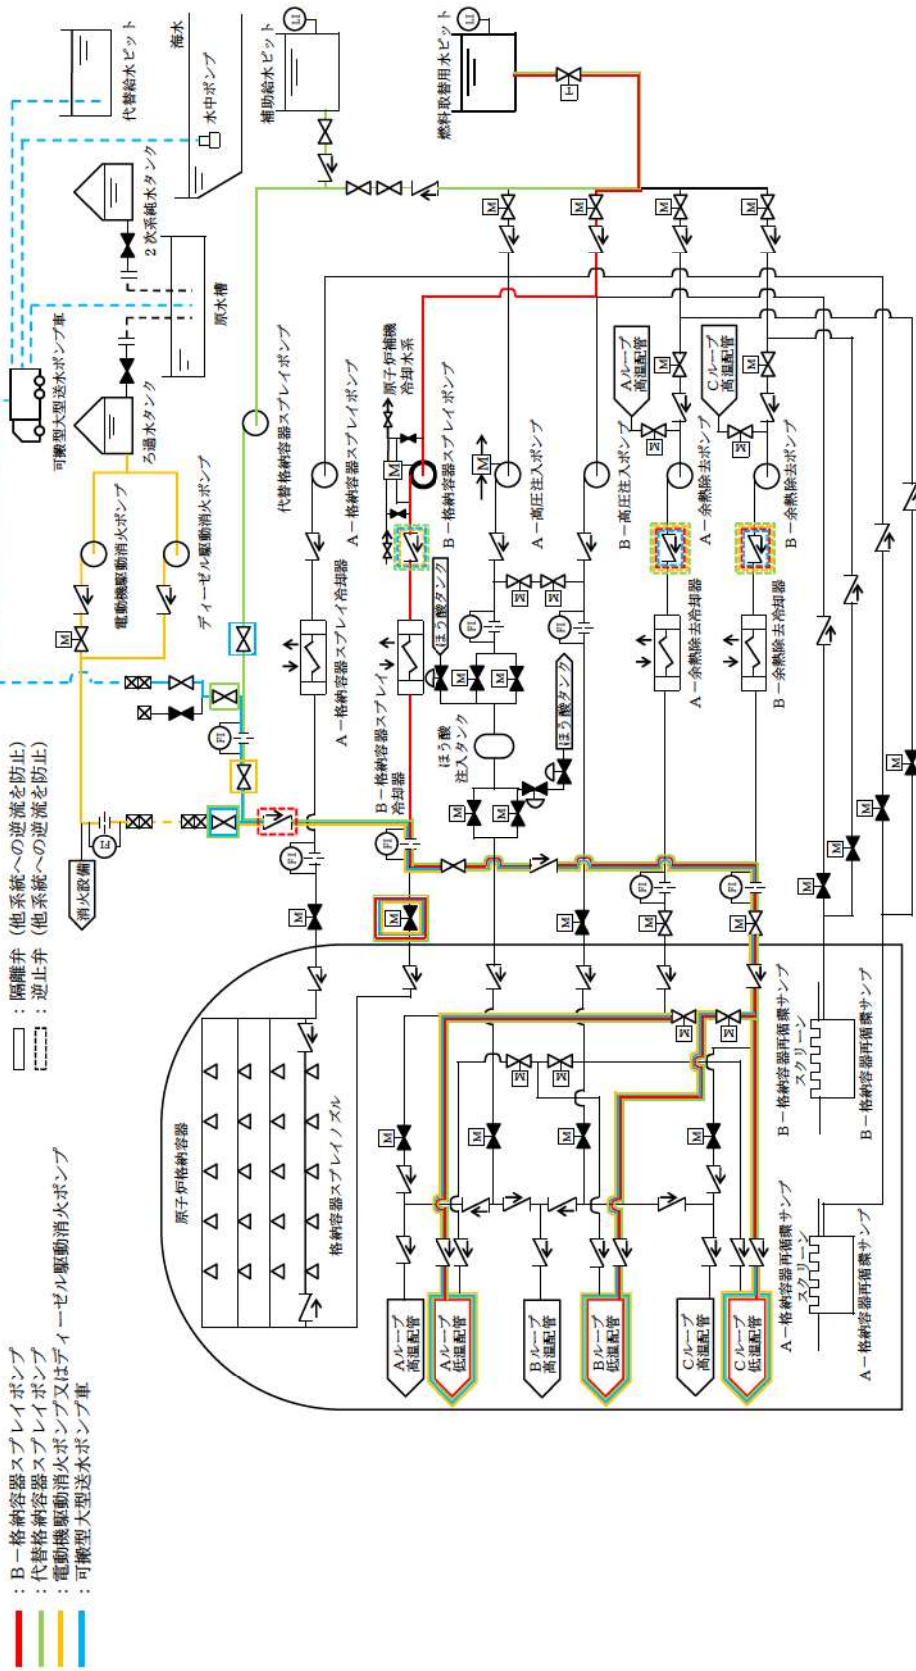 ：B－格納容器スプレイポンプ
：代替格納容器スプレイポンプ
：電動機駆動消火ポンプ又はディーゼル駆動消火ポンプ
：可搬型大型送水ポンプ車
：隔離弁（他系統への逆流を防止）
：逆止弁（他系統への逆流を防止）
可搬型大型送水ポンプ車
代替給水ピット
海水
水中ポンプ
2次系純水タンク
原水槽
ろ過水タンク
補助給水ピット
LI
燃料取替用水ピット
LI
電動機駆動消火ポンプ
ディーゼル駆動消火ポンプ
M
消火設備
FI
FI
代替格納容器スプレイポンプ
A－格納容器スプレイポンプ
原子炉補機
冷却水系
M
B－格納容器スプレイポンプ
A－高圧注入ポンプ
M
B－高圧注入ポンプ
Aループ
高温配管
M
M
A－余熱除去ポンプ
Cループ
高温配管
M
M
B－余熱除去ポンプ
M
M
M
M
T
A－格納容器スプレイ冷却器
B－格納容器スプレイ
冷却器
ほう酸タンク
ほう酸
注入タンク
ほう酸タンク
FI
FI
M
M
M
M
M
M
A－余熱除去冷却器
B－余熱除去冷却器
FI
FI
FI
FI
M
M
M
M
M
M
M
M
M
M
M
原子炉格納容器
格納容器スプレイノズル
M
M
M
M
M
M
M
M
Aループ
高温配管
Aループ
低温配管
Bループ
高温配管
Bループ
低温配管
Cループ
高温配管
Cループ
低温配管
B－格納容器再循環サンプ
スクリーン
B－格納容器再循環サンプ
A－格納容器再循環サンプ
スクリーン
A－格納容器再循環サンプ